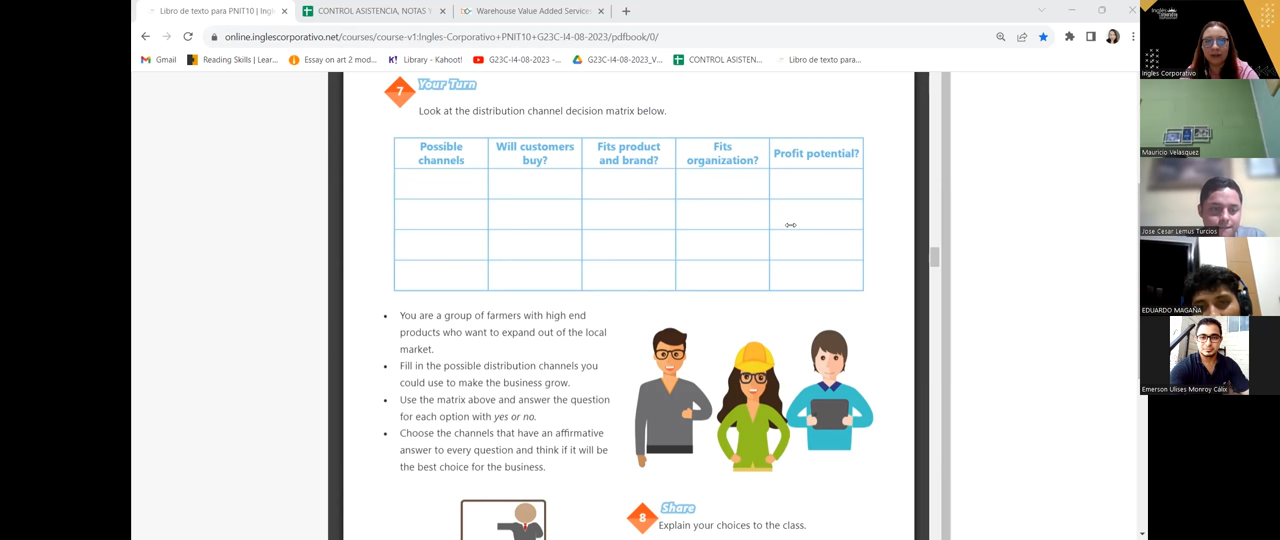 Libro de texto para PNIT10 | Ingl
CONTROL ASISTENCIA, NOTAS Y
Warehouse Value Added Services
online.inglescorporativo.net/courses/course-v1:Ingles-Corporativo+PNIT10+G23C-I4-08-2023/pdfbook/0/
Gmail
Reading Skills | Lear...
Essay on art 2 mod...
Library - Kahoot!
G23C-I4-08-2023 -...
G23C-I4-08-2023_V...
CONTROL ASISTEN...
Libro de texto para...
7 Your Turn
Look at the distribution channel decision matrix below.
Possible channels
Will customers buy?
Fits product and brand?
Fits organization?
Profit potential?
• You are a group of farmers with high end
products who want to expand out of the local
market.
• Fill in the possible distribution channels you
could use to make the business grow.
• Use the matrix above and answer the question
for each option with yes or no.
• Choose the channels that have an affirmative
answer to every question and think if it will be
the best choice for the business.
8 Share
Explain your choices to the class.
Inglés Corporativo
Ingles Corporativo
Mauricio Velasquez
Jose Cesar Lemus Turcios
EDUARDO MAGAÑA
Emerson Ulises Monroy Cálix